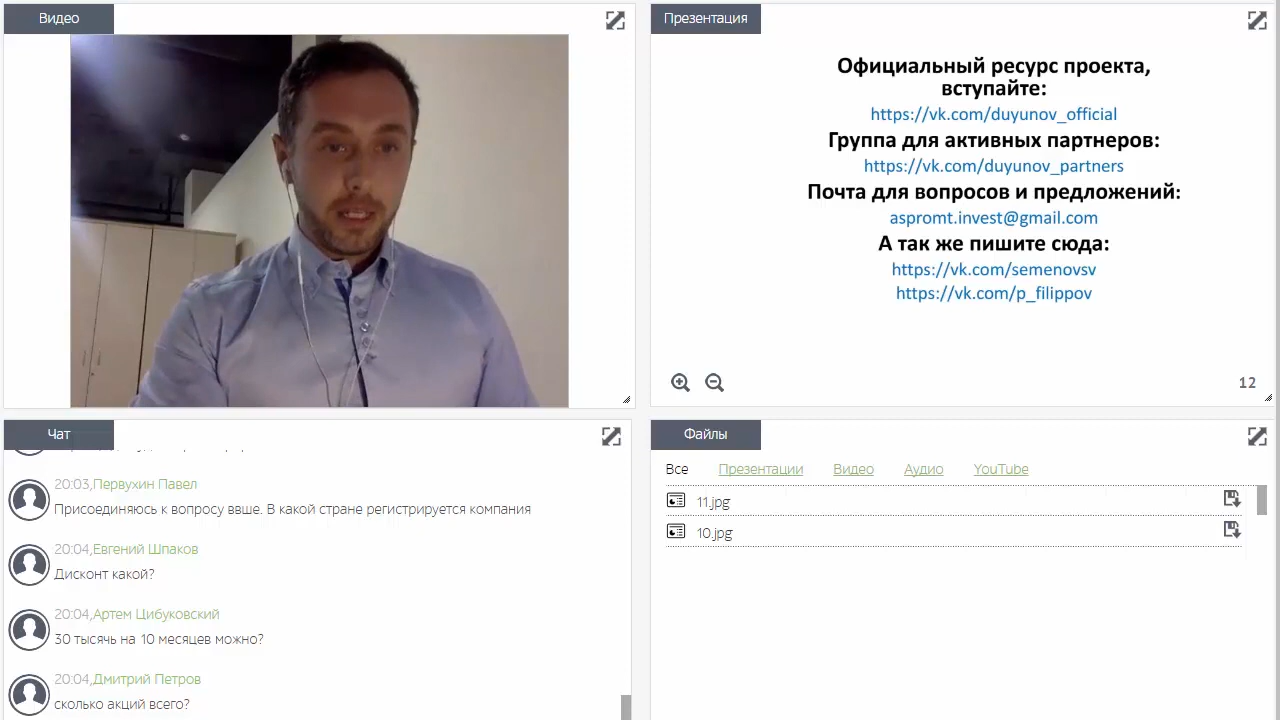 Видео
Презентация
Официальный ресурс проекта,
вступайте:
https://vk.com/duyunov_official
Группа для активных партнеров:
https://vk.com/duyunov_partners
Почта для вопросов и предложений:
aspromt.invest@gmail.com
А так же пишите сюда:
https://vk.com/semenovsv
https://vk.com/p_filippov
12
Чат
20:03,Первухин Павел
Присоединяюсь к вопросу ввше. В какой стране регистрируется компания
20:04,Евгений Шпаков
Дисконт какой?
20:04,Артем Цибуковский
30 тысячь на 10 месяцев можно?
20:04,Дмитрий Петров
сколько акций всего?
Файлы
Все Презентации Видео Аудио YouTube
11.jpg
10.jpg